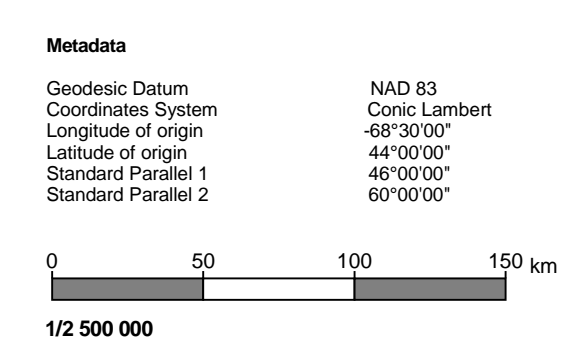 Metadata
Geodesic Datum NAD 83
Coordinates System Conic Lambert
Longitude of origin -68°30'00"
Latitude of origin 44°00'00"
Standard Parallel 1 46°00'00"
Standard Parallel 2 60°00'00"
0 50 100 150 km
1/2 500 000